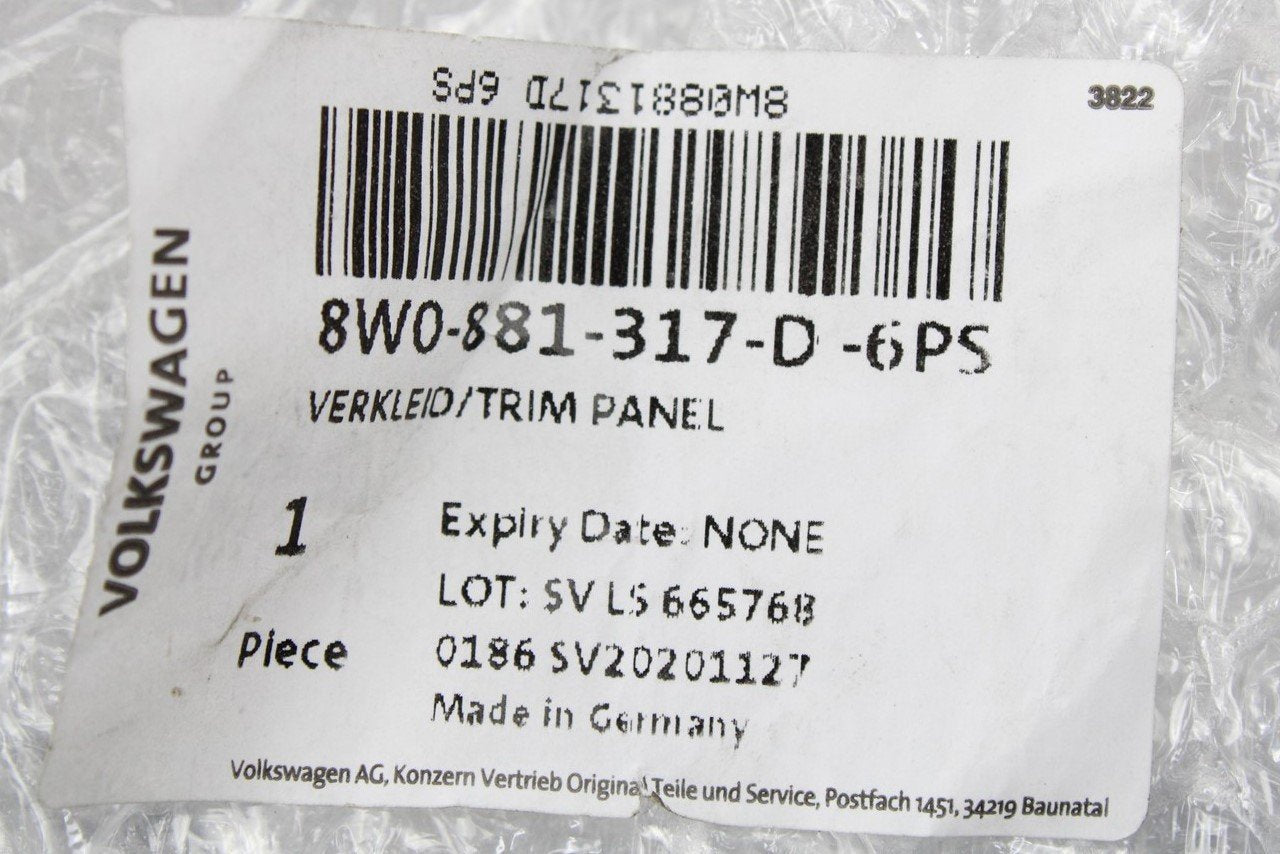 8W0881317D 6PS
3822
VOLKSWAGEN
GROUP
8W0-881-317-D -6PS
VERKLEID/TRIM PANEL
1
Expiry Date: NONE
LOT: SV LS 665768
Piece
0186 SV20201127
Made in Germany
Volkswagen AG, Konzern Vertrieb Original Teile und Service, Postfach 1451, 34219 Baunatal